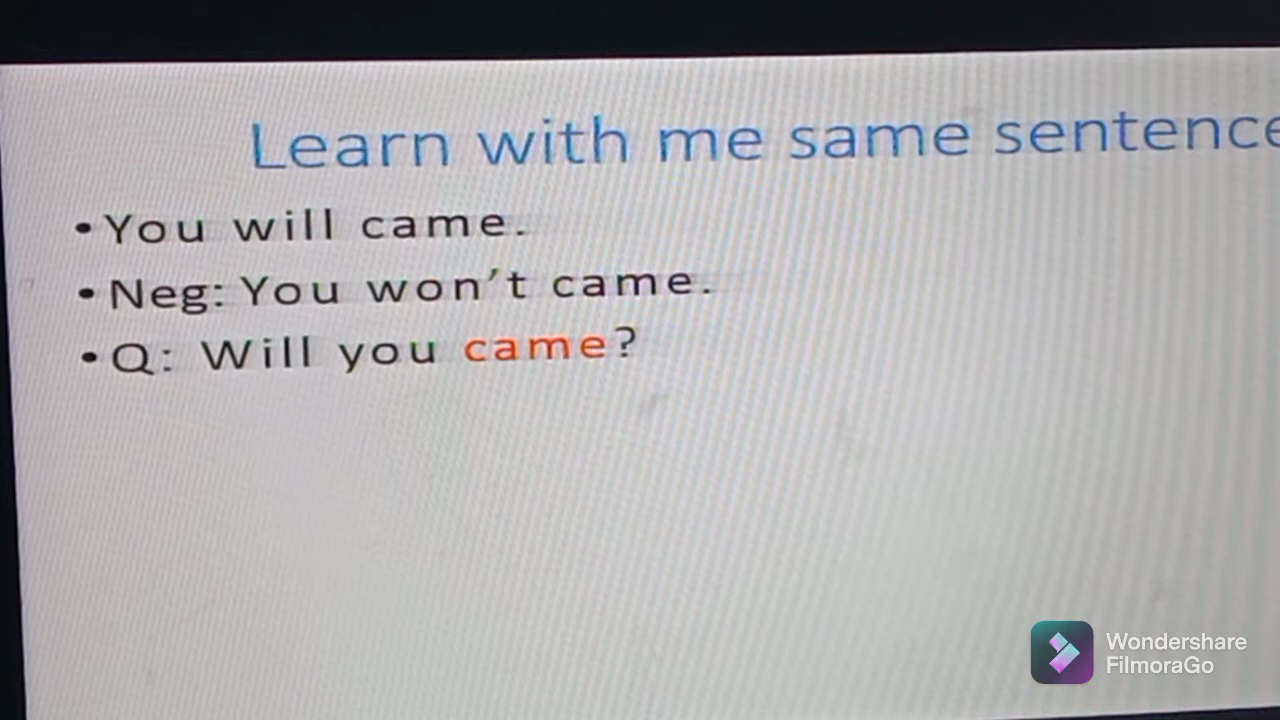 Learn with me same sentence
• You will came.
• Neg: You won't came.
• Q: Will you came?
Wondershare
FilmoraGo